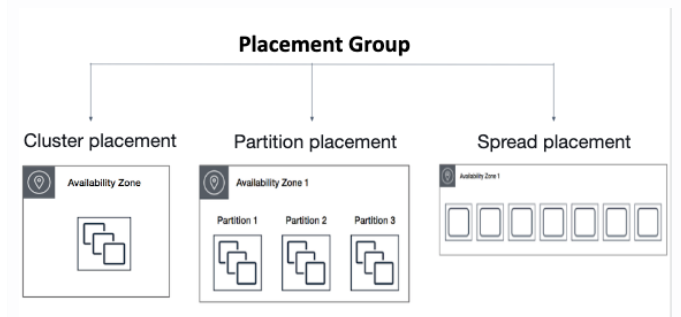 Placement Group
Cluster placement
Partition placement
Spread placement
Availability Zone
Availability Zone 1
Availability Zone 1
Partition 1
Partition 2
Partition 3